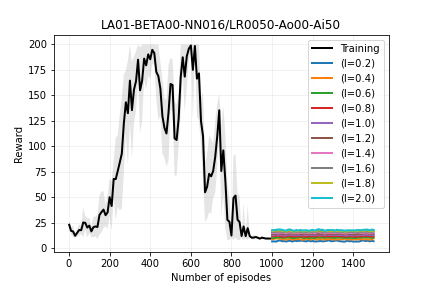 LA01-BETA00-NN016/LR0050-Ao00-Ai50
200
175
150
125
100
75
50
25
0
Reward
0 200 400 600 800 1000 1200 1400
Number of episodes
Training
(l=0.2)
(l=0.4)
(l=0.6)
(l=0.8)
(l=1.0)
(l=1.2)
(l=1.4)
(l=1.6)
(l=1.8)
(l=2.0)